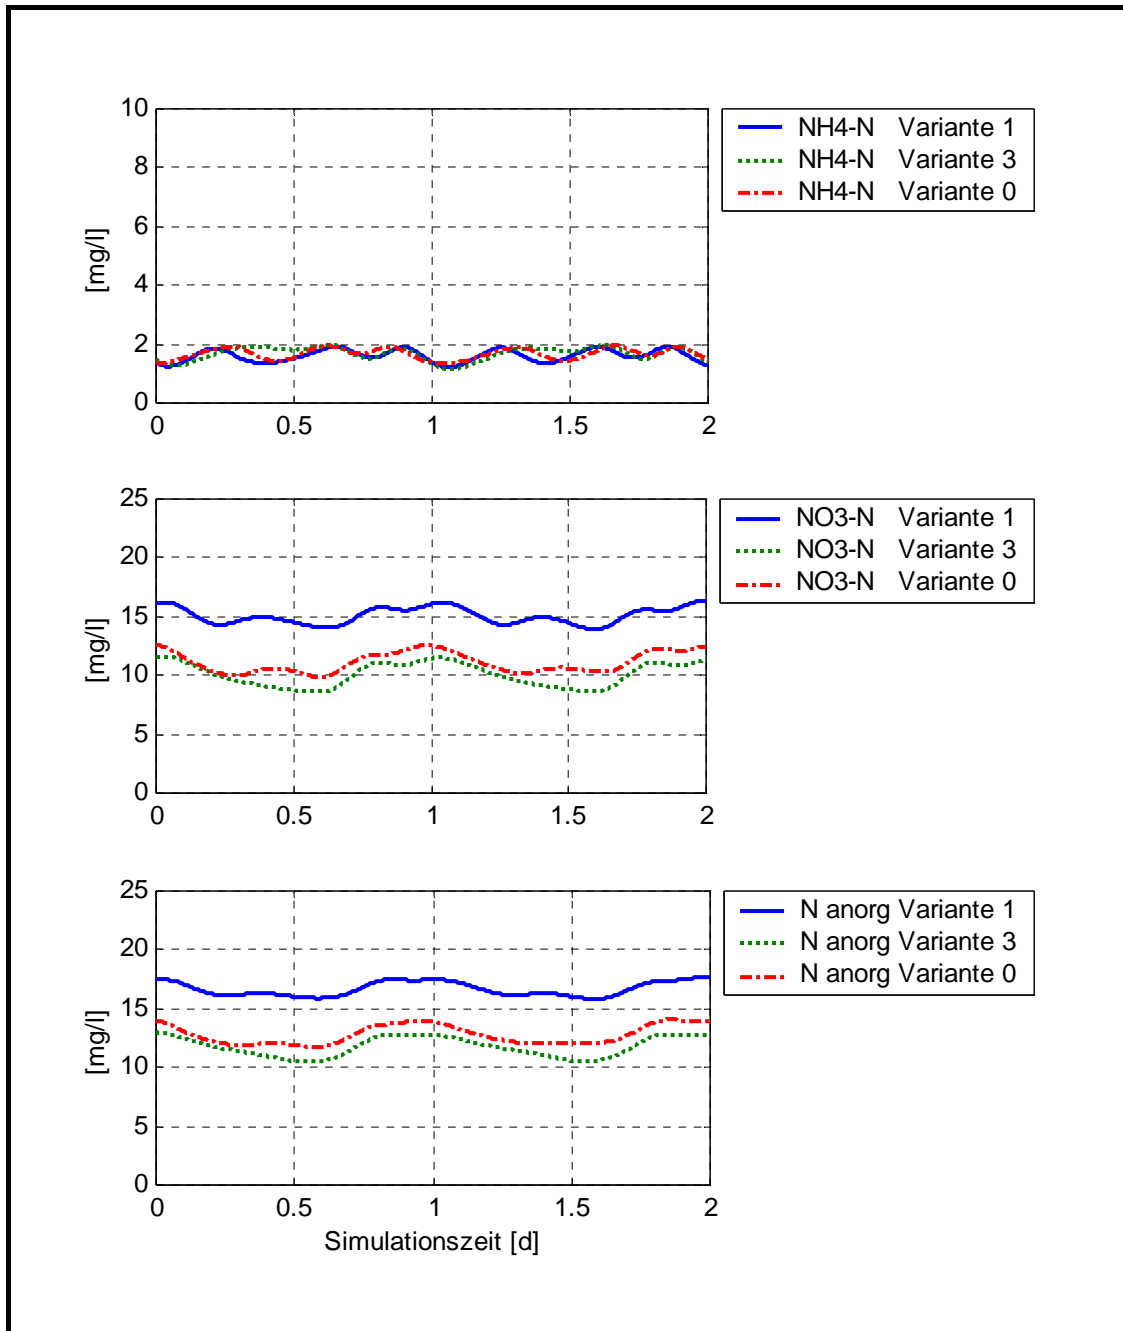 10
8
6
4
2
0
[mg/l]
0 0.5 1 1.5 2
NH4-N Variante 1
NH4-N Variante 3
NH4-N Variante 0
25
20
15
10
5
0
[mg/l]
0 0.5 1 1.5 2
NO3-N Variante 1
NO3-N Variante 3
NO3-N Variante 0
25
20
15
10
5
0
[mg/l]
0 0.5 1 1.5 2
Simulationszeit [d]
N anorg Variante 1
N anorg Variante 3
N anorg Variante 0